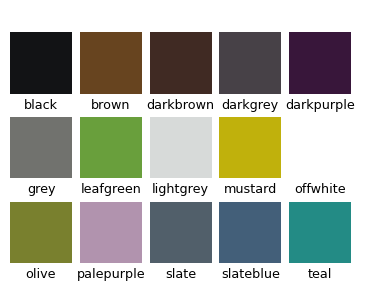 black brown darkbrown darkgrey darkpurple
grey leafgreen lightgrey mustard offwhite
olive palepurple slate slateblue teal